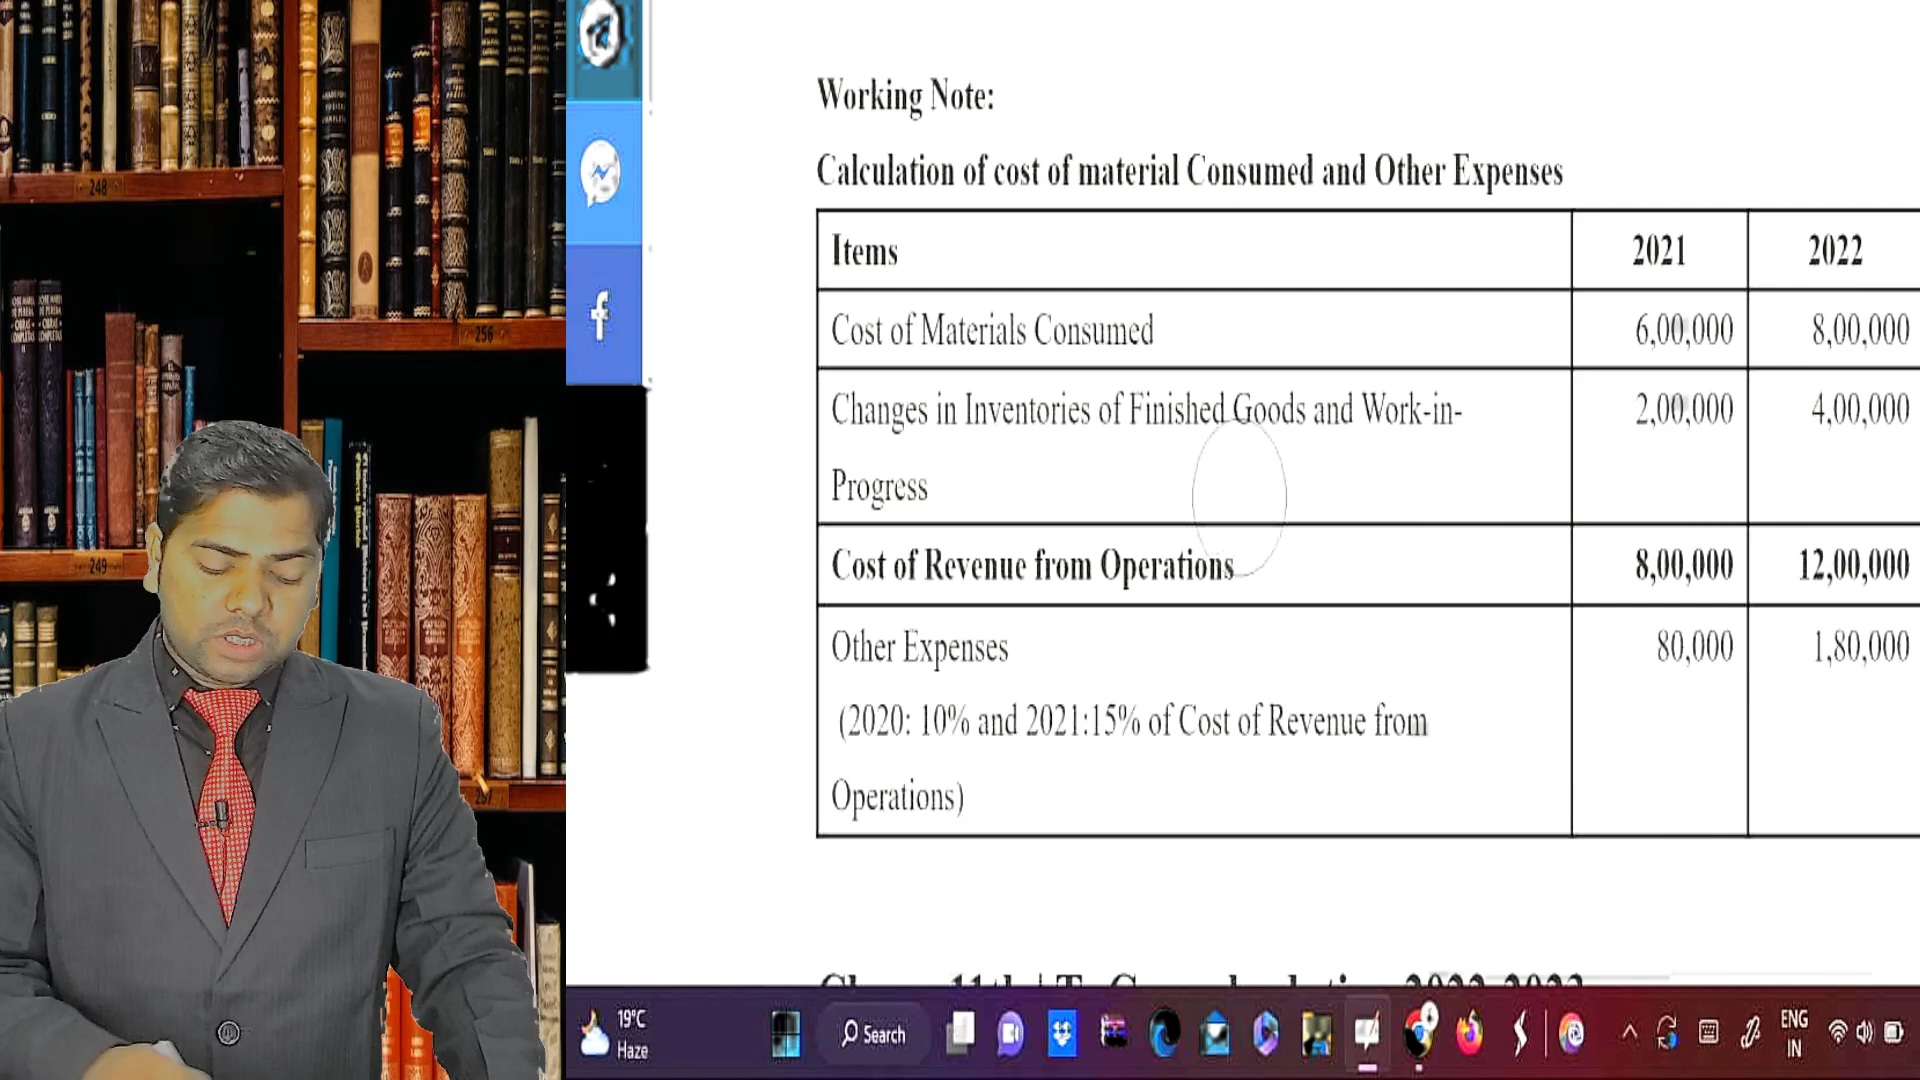 Working Note:
Calculation of cost of material Consumed and Other Expenses
Items 2021 2022
Cost of Materials Consumed 6,00,000 8,00,000
Changes in Inventories of Finished Goods and Work-in- 2,00,000 4,00,000
Progress
Cost of Revenue from Operations 8,00,000 12,00,000
Other Expenses 80,000 1,80,000
(2020: 10% and 2021:15% of Cost of Revenue from
Operations)
19°C
Haze
Search
ENG
IN
248
256
249